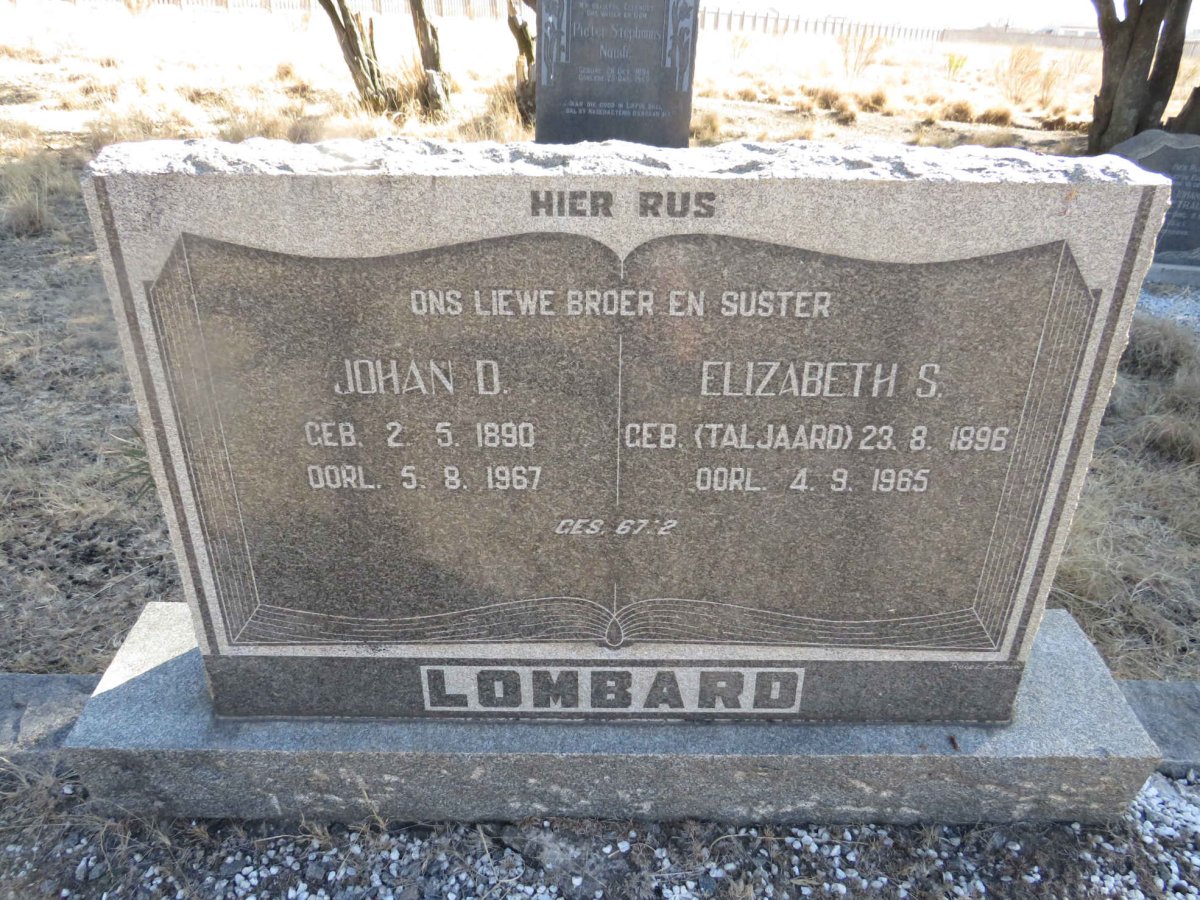 Pieter Stephanus
HIER RUS
ONS LIEWE BROER EN SUSTER
JOHAN D.
GEB. 2. 5. 1890
OORL. 5. 8. 1967
ELIZABETH S.
GEB. (TALJAARD) 23. 8. 1896
OORL. 4. 9. 1965
GES. 67:2
LOMBARD